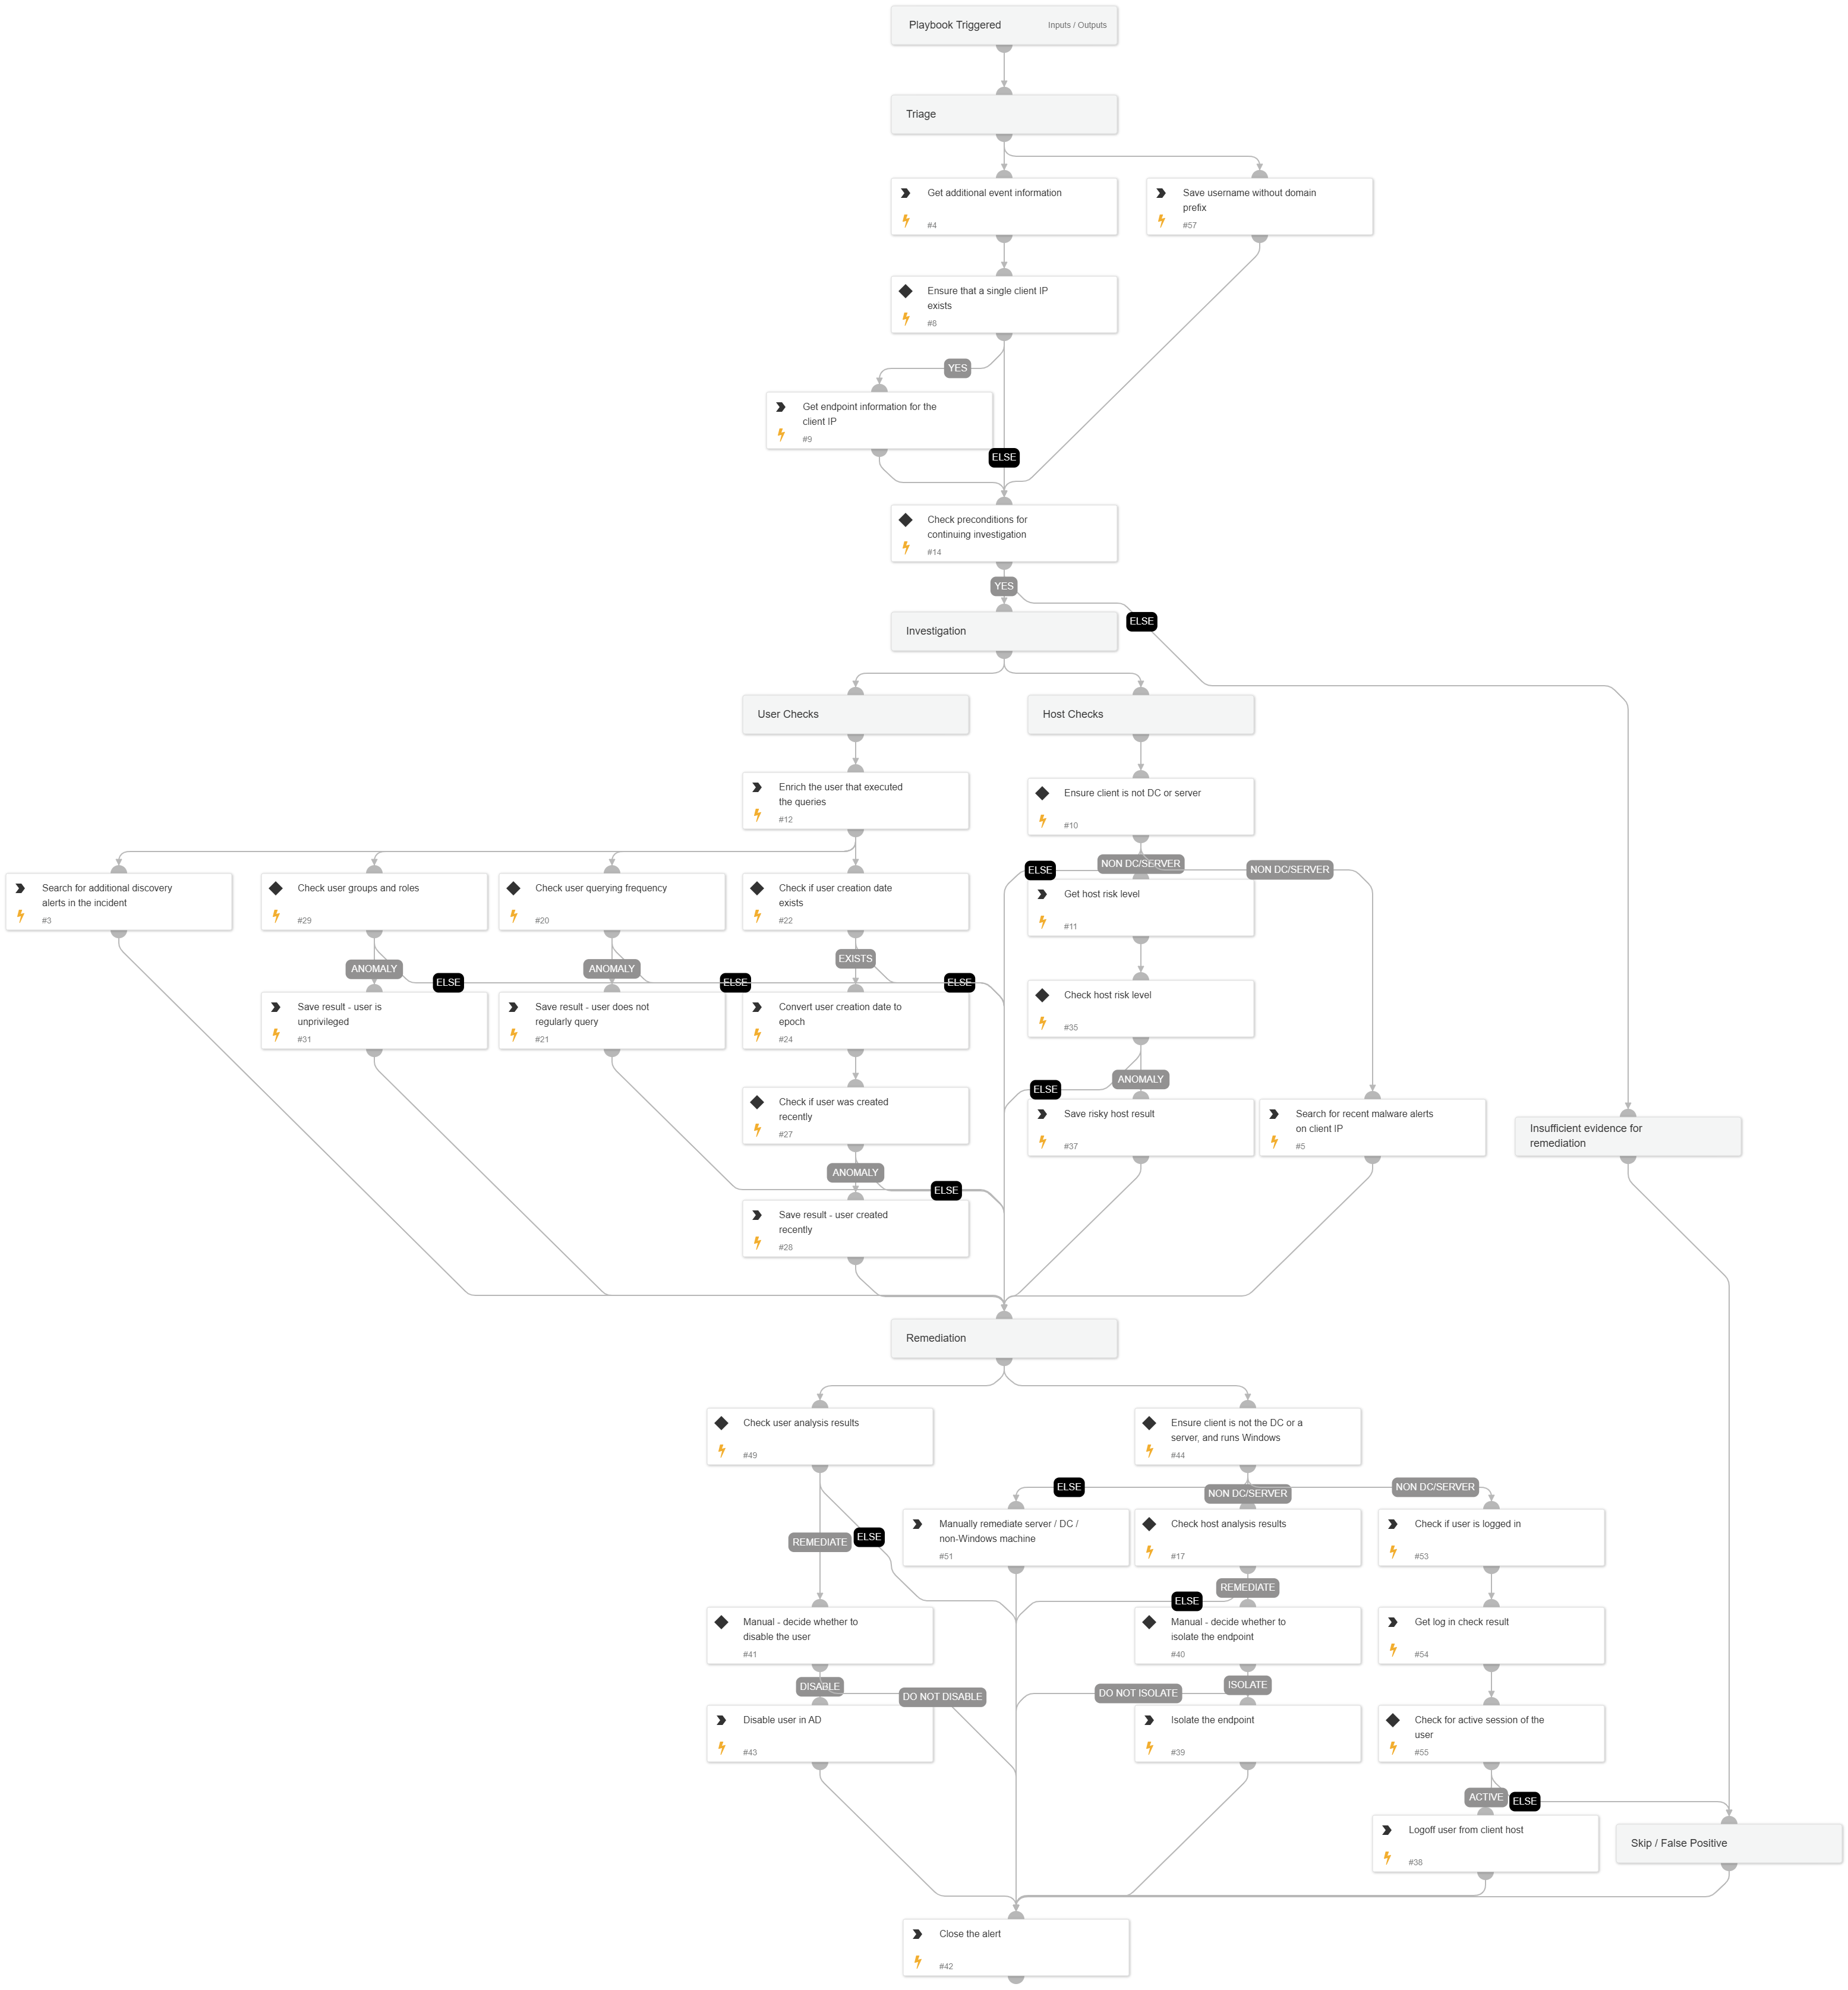 Playbook Triggered
Inputs / Outputs
Triage
Get additional event information
#4
Save username without domain
prefix
#57
Ensure that a single client IP
exists
#8
YES
Get endpoint information for the
client IP
#9
ELSE
Check preconditions for
continuing investigation
#14
YES
ELSE
Investigation
User Checks
Host Checks
Enrich the user that executed
the queries
#12
Ensure client is not DC or server
#10
ELSE
NON DC/SERVER
NON DC/SERVER
Search for additional discovery
alerts in the incident
#3
Check user groups and roles
#29
Check user querying frequency
#20
Check if user creation date
exists
#22
Get host risk level
#11
ANOMALY
ELSE
ANOMALY
ELSE
EXISTS
ELSE
Save result - user is
unprivileged
#31
Save result - user does not
regularly query
#21
Convert user creation date to
epoch
#24
Check host risk level
#35
ANOMALY
ELSE
Check if user was created
recently
#27
Save risky host result
#37
Search for recent malware alerts
on client IP
#5
Insufficient evidence for
remediation
ANOMALY
ELSE
Save result - user created
recently
#28
Remediation
Check user analysis results
#49
Ensure client is not the DC or a
server, and runs Windows
#44
ELSE
NON DC/SERVER
NON DC/SERVER
Manually remediate server / DC /
non-Windows machine
#51
Check host analysis results
#17
Check if user is logged in
#53
REMEDIATE
ELSE
REMEDIATE
ELSE
Manual - decide whether to
disable the user
#41
Manual - decide whether to
isolate the endpoint
#40
Get log in check result
#54
DISABLE
DO NOT DISABLE
DO NOT ISOLATE
ISOLATE
Disable user in AD
#43
Isolate the endpoint
#39
Check for active session of the
user
#55
ACTIVE
ELSE
Logoff user from client host
#38
Skip / False Positive
Close the alert
#42